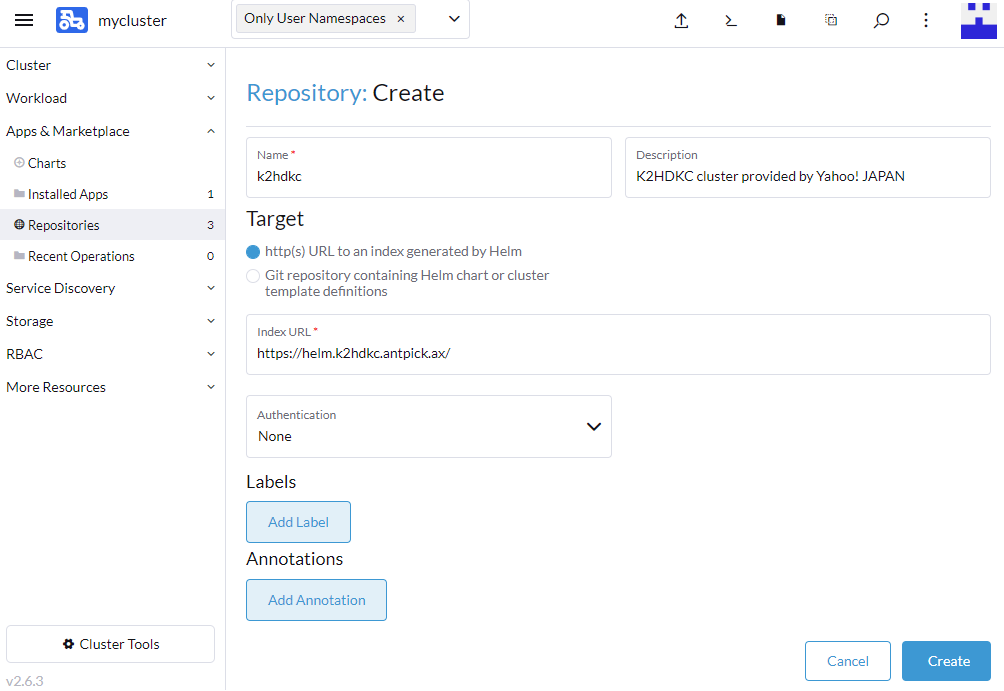 mycluster
Only User Namespaces ×
Cluster
Workload
Apps & Marketplace
Charts
Installed Apps 1
Repositories 3
Recent Operations 0
Service Discovery
Storage
RBAC
More Resources
Cluster Tools
v2.6.3
Repository: Create
Name *
k2hdkc
Description
K2HDKC cluster provided by Yahoo! JAPAN
Target
http(s) URL to an index generated by Helm
Git repository containing Helm chart or cluster
template definitions
Index URL *
https://helm.k2hdkc.antpick.ax/
Authentication
None
Labels
Add Label
Annotations
Add Annotation
Cancel
Create